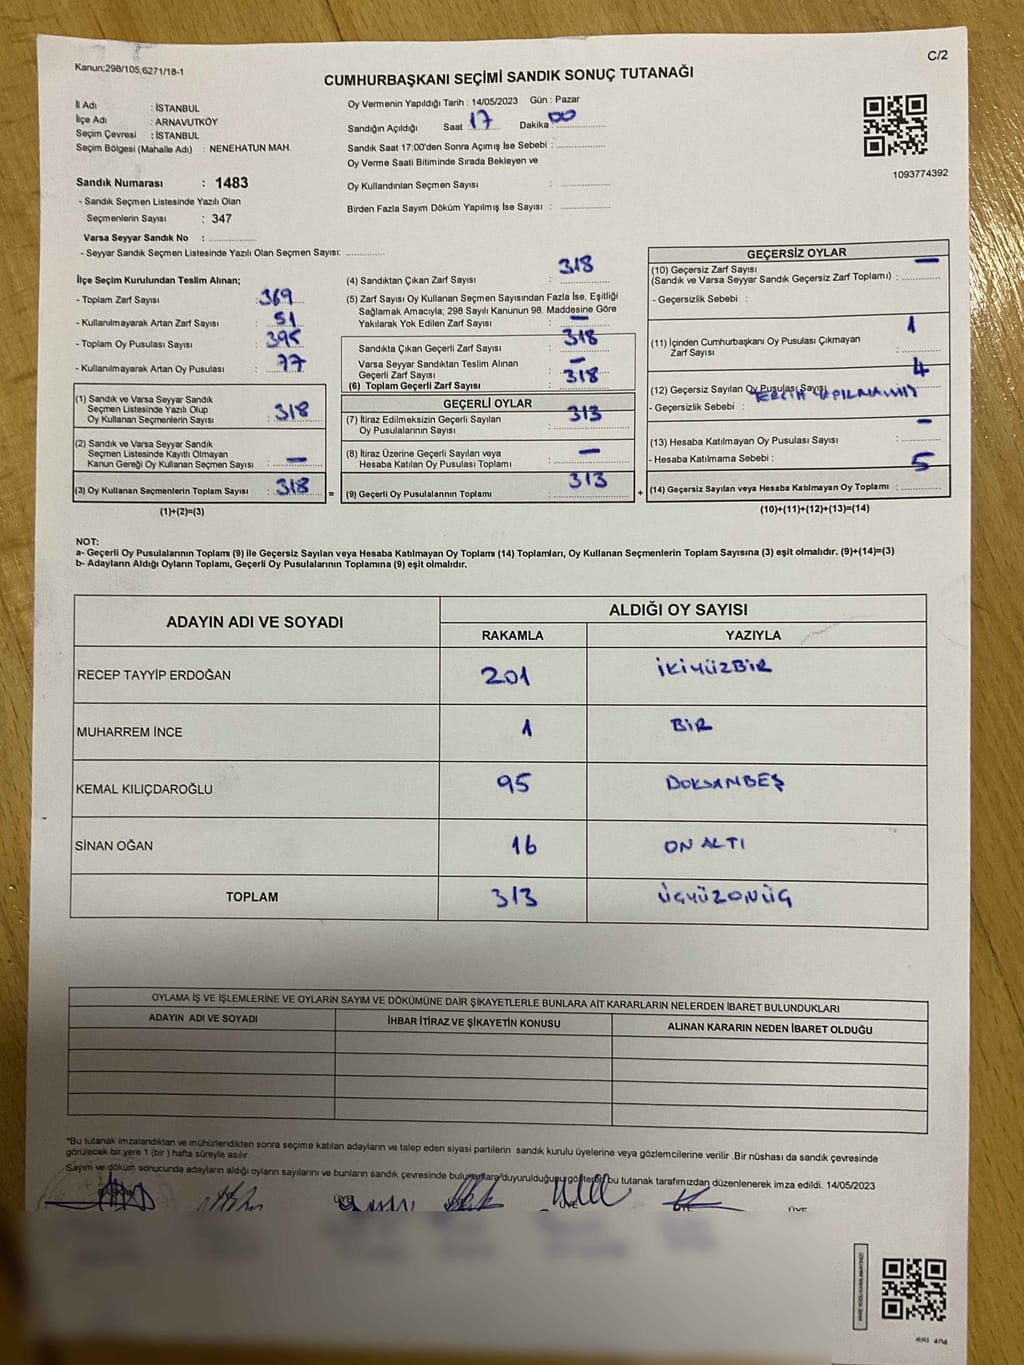 Kanun;298/105;6271/18-1
C/2
CUMHURBAŞKANI SEÇİMİ SANDIK SONUÇ TUTANAĞI
İl Adı : İSTANBUL
İlçe Adı : ARNAVUTKÖY
Seçim Çevresi : İSTANBUL
Seçim Bölgesi (Mahalle Adı) : NENEHATUN MAH.
Sandık Numarası : 1483
- Sandık Seçmen Listesinde Yazılı Olan
Seçmenlerin Sayısı : 347
Varsa Seyyar Sandık No :
- Seyyar Sandık Seçmen Listesinde Yazılı Olan Seçmen Sayısı:
Oy Vermenin Yapıldığı Tarih : 14/05/2023 Gün : Pazar
Sandığın Açıldığı Saat : 17 Dakika : 00
Sandık Saat 17:00'den Sonra Açımış İse Sebebi :
Oy Verme Saati Bitiminde Sırada Bekleyen ve
Oy Kullandırılan Seçmen Sayısı :
Birden Fazla Sayım Döküm Yapılmış İse Sayısı :
1093774392
İlçe Seçim Kurulundan Teslim Alınan;
- Toplam Zarf Sayısı : 369
- Kullanılmayarak Artan Zarf Sayısı : 51
- Toplam Oy Pusulası Sayısı : 395
- Kullanılmayarak Artan Oy Pusulası : 77
(1) Sandık ve Varsa Seyyar Sandık
Seçmen Listesinde Yazılı Olup
Oy Kullanan Seçmenlerin Sayısı : 318
(2) Sandık ve Varsa Seyyar Sandık
Seçmen Listesinde Kayıtlı Olmayan
Kanun Gereği Oy Kullanan Seçmen Sayısı : —
(3) Oy Kullanan Seçmenlerin Toplam Sayısı : 318
(1)+(2)=(3)
=
(4) Sandıktan Çıkan Zarf Sayısı : 318
(5) Zarf Sayısı Oy Kullanan Seçmen Sayısından Fazla İse, Eşitliği
Sağlamak Amacıyla; 298 Sayılı Kanunun 98. Maddesine Göre
Yakılarak Yok Edilen Zarf Sayısı : —
Sandıkta Çıkan Geçerli Zarf Sayısı : 318
Varsa Seyyar Sandıktan Teslim Alınan
Geçerli Zarf Sayısı : —
(6) Toplam Geçerli Zarf Sayısı : 318
GEÇERLİ OYLAR
(7) İtiraz Edilmeksizin Geçerli Sayılan
Oy Pusulalarının Sayısı : 313
(8) İtiraz Üzerine Geçerli Sayılan veya
Hesaba Katılan Oy Pusulası Toplamı : —
(9) Geçerli Oy Pusulalarının Toplamı : 313
+
GEÇERSİZ OYLAR
(10) Geçersiz Zarf Sayısı
(Sandık ve Varsa Seyyar Sandık Geçersiz Zarf Toplamı) : —
- Geçersizlik Sebebi :
(11) İçinden Cumhurbaşkanı Oy Pusulası Çıkmayan
Zarf Sayısı : 1
(12) Geçersiz Sayılan Oy Pusulası Sayısı : 4
- Geçersizlik Sebebi : TERCİH YAPILMAMIŞ
(13) Hesaba Katılmayan Oy Pusulası Sayısı : —
- Hesaba Katılmama Sebebi :
(14) Geçersiz Sayılan veya Hesaba Katılmayan Oy Toplamı : 5
(10)+(11)+(12)+(13)=(14)
NOT:
a- Geçerli Oy Pusulalarının Toplamı (9) ile Geçersiz Sayılan veya Hesaba Katılmayan Oy Toplamı (14) Toplamları, Oy Kullanan Seçmenlerin Toplam Sayısına (3) eşit olmalıdır. (9)+(14)=(3)
b- Adayların Aldığı Oyların Toplamı, Geçerli Oy Pusulalarının Toplamına (9) eşit olmalıdır.
ADAYIN ADI VE SOYADI
ALDIĞI OY SAYISI
RAKAMLA YAZIYLA
RECEP TAYYİP ERDOĞAN 201 İKİYÜZBİR
MUHARREM İNCE 1 BİR
KEMAL KILIÇDAROĞLU 95 DOKSANBEŞ
SİNAN OĞAN 16 ON ALTI
TOPLAM 313 ÜÇYÜZONÜÇ
OYLAMA İŞ VE İŞLEMLERİNE VE OYLARIN SAYIM VE DÖKÜMÜNE DAİR ŞİKAYETLERLE BUNLARA AİT KARARLARIN NELERDEN İBARET BULUNDUKLARI
ADAYIN ADI VE SOYADI İHBAR İTİRAZ VE ŞİKAYETİN KONUSU ALINAN KARARIN NEDEN İBARET OLDUĞU
"Bu tutanak imzalandıktan ve mühürlendikten sonra seçime katılan adayların ve talep eden siyasi partilerin sandık kurulu üyelerine veya gözlemcilerine verilir .Bir nüshası da sandık çevresinde
görülecek bir yere 1 (bir ) hafta süreyle asılır.
Sayım ve döküm sonucunda adayların aldığı oyların sayılarını ve bunların sandık çevresinde bulunanlara duyurulduğunu gösterir bu tutanak tarafımızdan düzenlenerek imza edildi. 14/05/2023
BAŞKAN ÜYE ÜYE ÜYE ÜYE ÜYE ÜYE